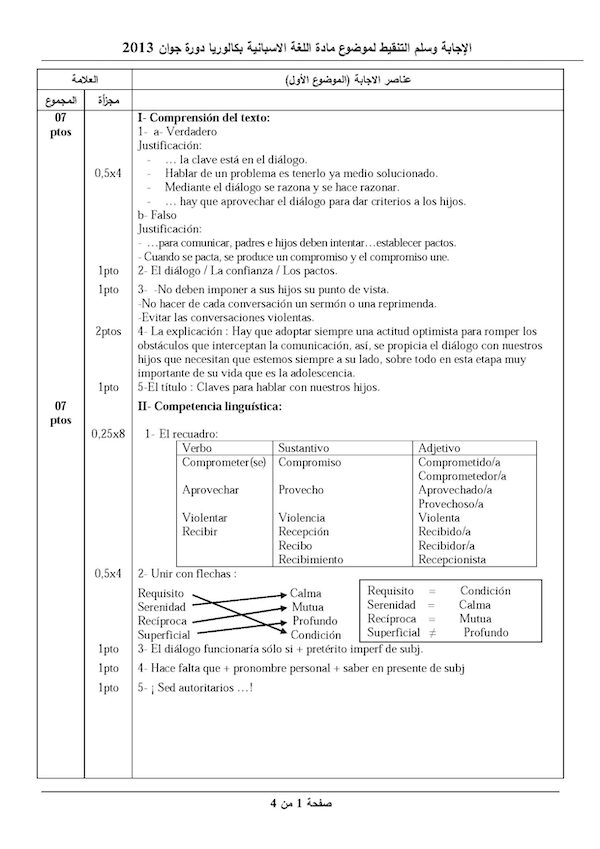 الإجابة وسلم التنقيط لموضوع مادة اللغة الاسبانية بكالوريا دورة جوان 2013
العلامة
عناصر الاجابة (الموضوع الأول)
المجموع
مجزأة
07
ptos
I- Comprensión del texto:
1- a- Verdadero
Justificación:
- … la clave está en el diálogo.
0,5x4
- Hablar de un problema es tenerlo ya medio solucionado.
- Mediante el diálogo se razona y se hace razonar.
- … hay que aprovechar el diálogo para dar criterios a los hijos.
b- Falso
Justificación:
- …para comunicar, padres e hijos deben intentar…establecer pactos.
- Cuando se pacta, se produce un compromiso y el compromiso une.
1pto
2- El diálogo / La confianza / Los pactos.
1pto
3- -No deben imponer a sus hijos su punto de vista.
-No hacer de cada conversación un sermón o una reprimenda.
-Evitar las conversaciones violentas.
2ptos
4- La explicación : Hay que adoptar siempre una actitud optimista para romper los
obstáculos que interceptan la comunicación, así, se propicia el diálogo con nuestros
hijos que necesitan que estemos siempre a su lado, sobre todo en esta etapa muy
importante de su vida que es la adolescencia.
1pto
5-El título : Claves para hablar con nuestros hijos.
07
ptos
II- Competencia linguística:
0,25x8
1- El recuadro:
Verbo Sustantivo Adjetivo
Comprometer(se) Compromiso Comprometido/a
Comprometedor/a
Aprovechar Provecho Aprovechado/a
Provechoso/a
Violentar Violencia Violenta
Recibir Recepción Recibido/a
Recibo Recibidor/a
Recibimiento Recepcionista
0,5x4
2- Unir con flechas :
Requisito Calma
Serenidad Mutua
Recíproca Profundo
Superficial Condición
Requisito = Condición
Serenidad = Calma
Recíproca = Mutua
Superficial ≠ Profundo
1pto
3- El diálogo funcionaría sólo si + pretérito imperf de subj.
1pto
4- Hace falta que + pronombre personal + saber en presente de subj
1pto
5- ¡ Sed autoritarios …!
صفحة 1 من 4